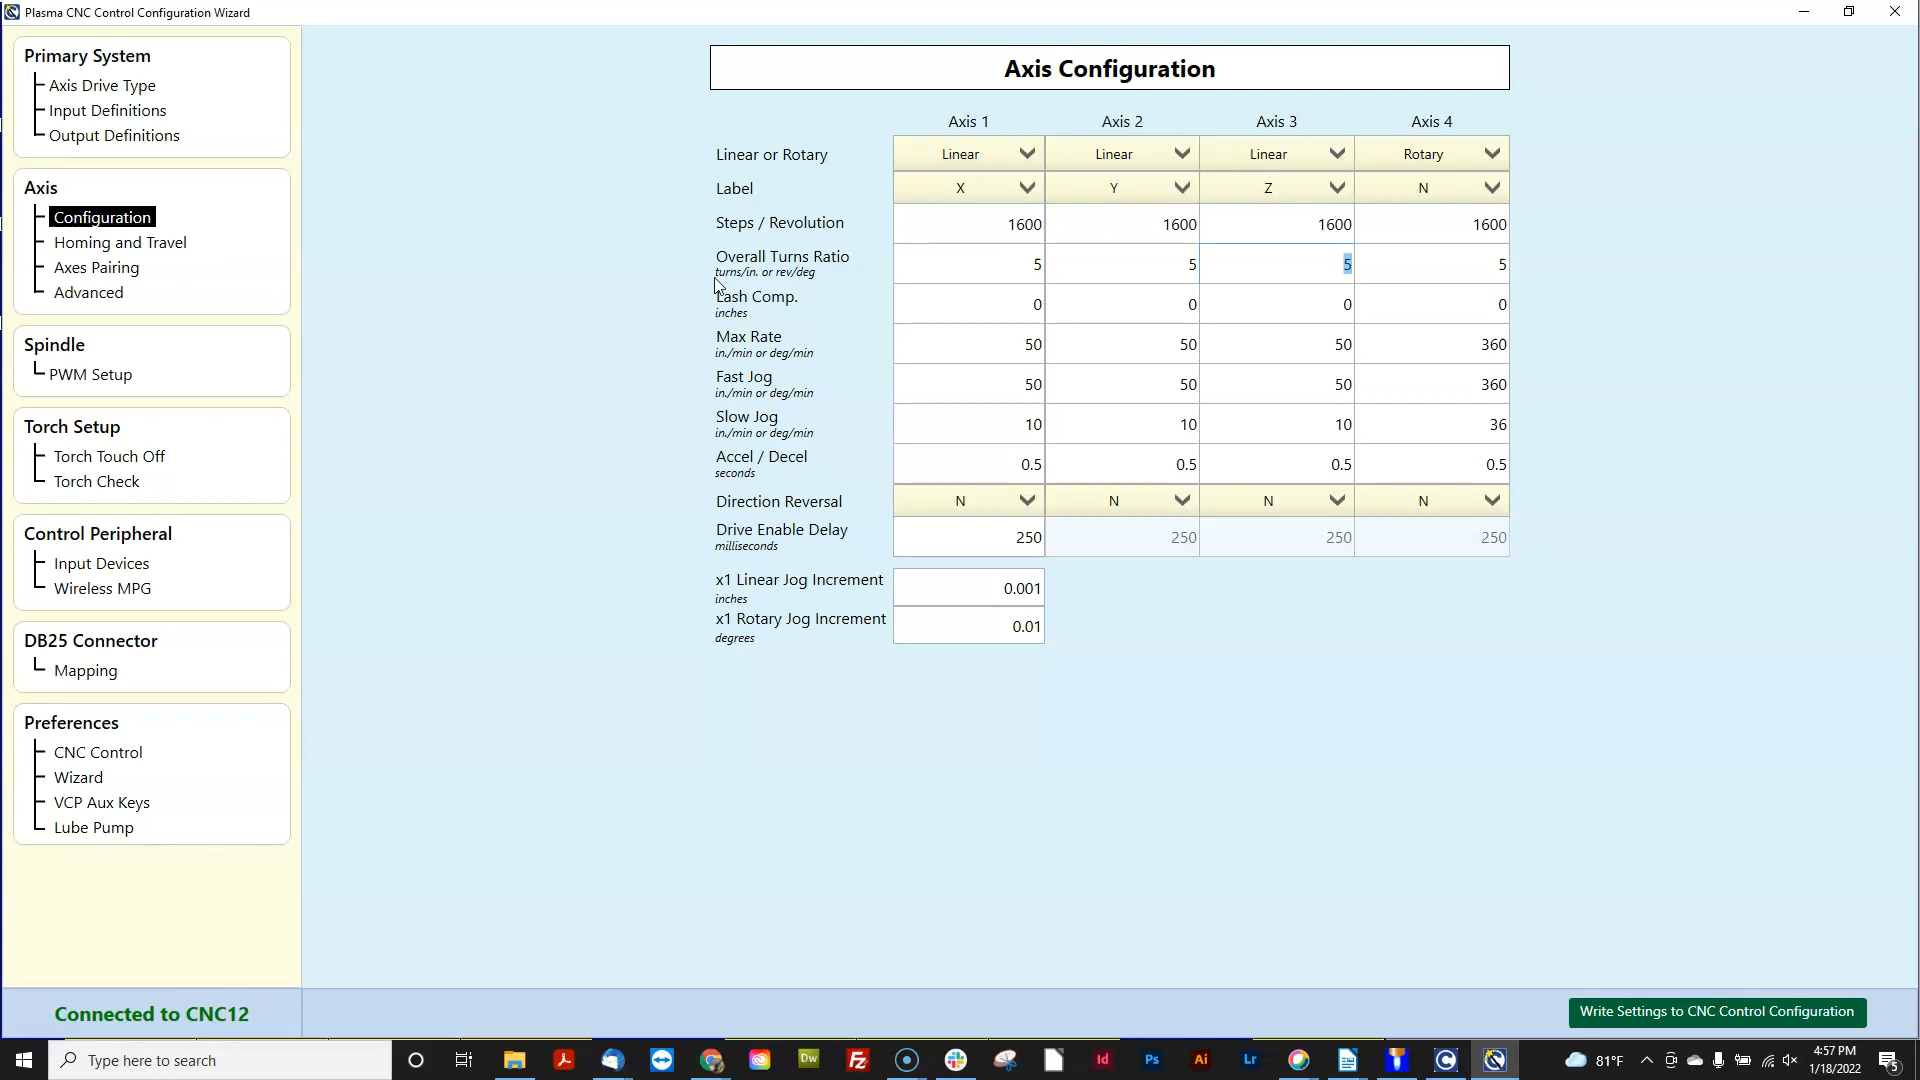 Plasma CNC Control Configuration Wizard
Primary System
Axis Drive Type
Input Definitions
Output Definitions
Axis
Configuration
Homing and Travel
Axes Pairing
Advanced
Spindle
PWM Setup
Torch Setup
Torch Touch Off
Torch Check
Control Peripheral
Input Devices
Wireless MPG
DB25 Connector
Mapping
Preferences
CNC Control
Wizard
VCP Aux Keys
Lube Pump
Connected to CNC12
Axis Configuration
Axis 1 Axis 2 Axis 3 Axis 4
Linear or Rotary Linear Linear Linear Rotary
Label X Y Z N
Steps / Revolution 1600 1600 1600 1600
Overall Turns Ratio 5 5 5 5
turns/in. or rev/deg
Lash Comp. 0 0 0 0
inches
Max Rate 50 50 50 360
in./min or deg/min
Fast Jog 50 50 50 360
in./min or deg/min
Slow Jog 10 10 10 36
in./min or deg/min
Accel / Decel 0.5 0.5 0.5 0.5
seconds
Direction Reversal N N N N
Drive Enable Delay 250 250 250 250
milliseconds
x1 Linear Jog Increment 0.001
inches
x1 Rotary Jog Increment 0.01
degrees
Write Settings to CNC Control Configuration
Type here to search
Dw
Fz
Id
Ps
Ai
Lr
81°F
4:57 PM
1/18/2022
5